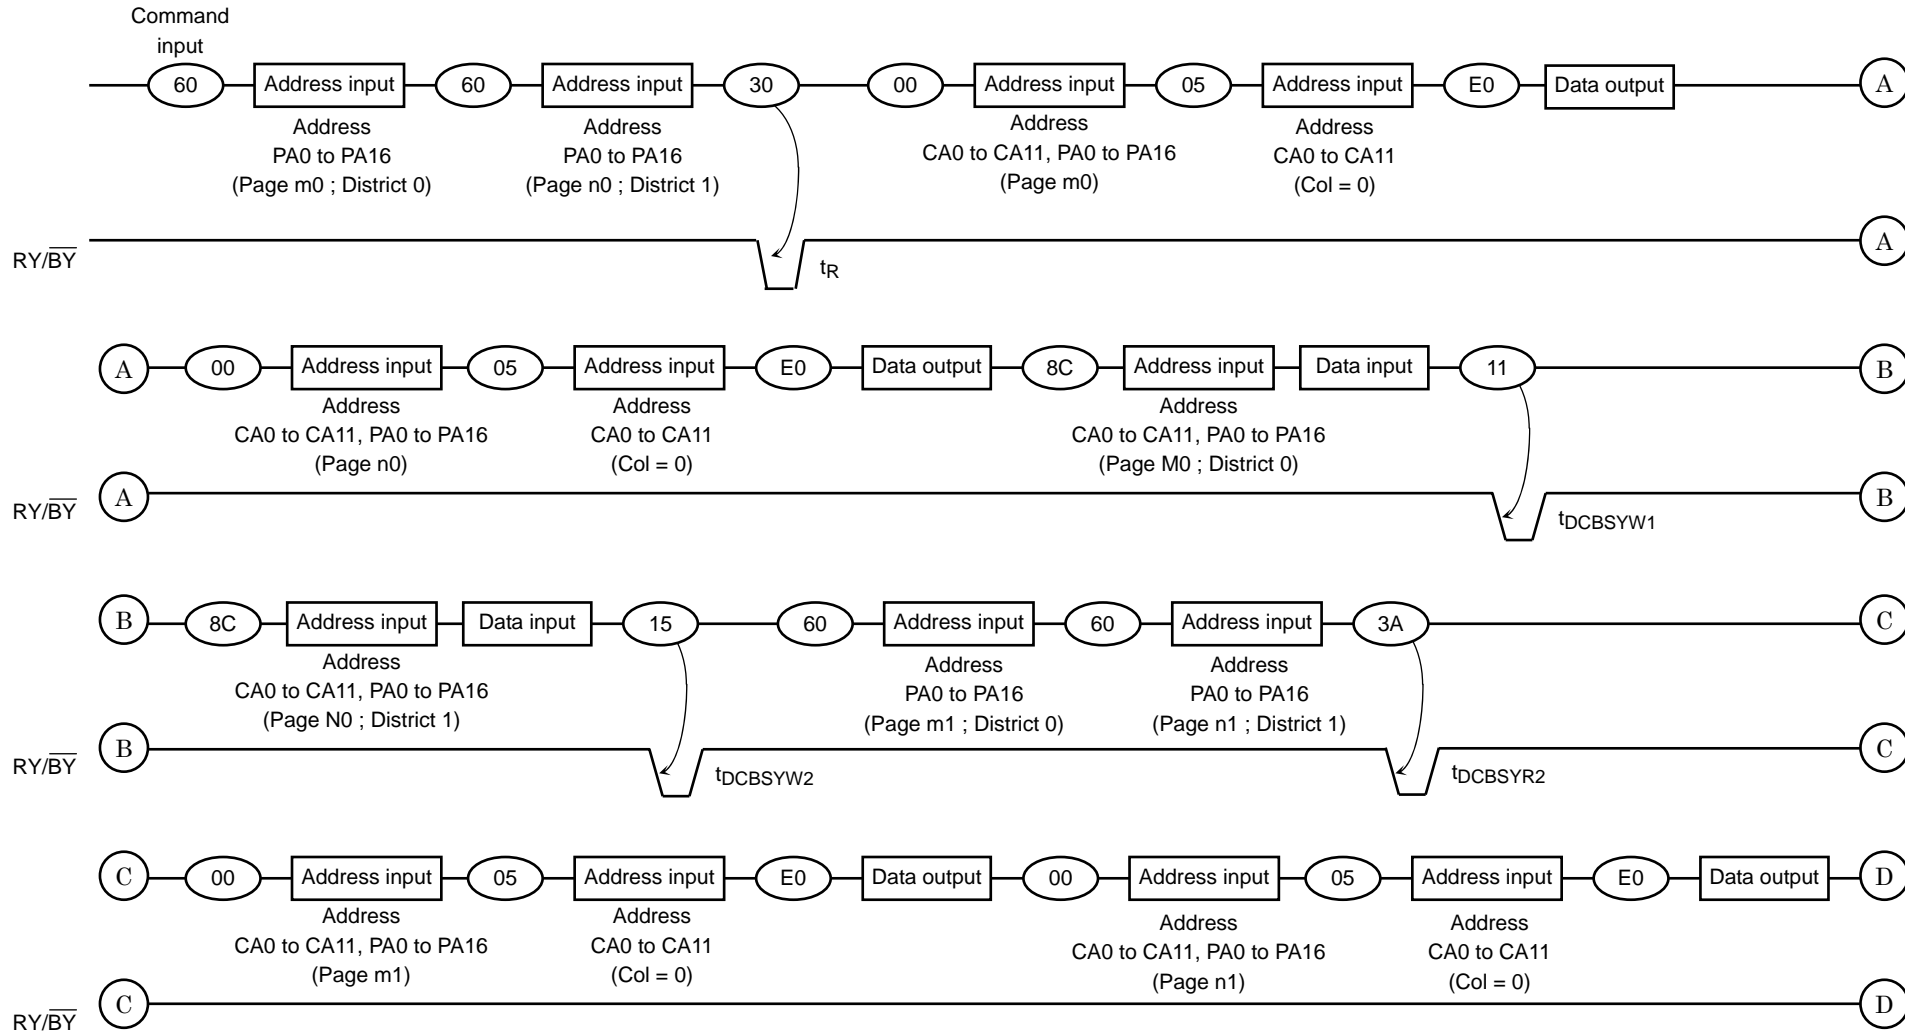 Command
input
60 Address input 60 Address input 30 00 Address input 05 Address input E0 Data output A
Address
PA0 to PA16
(Page m0 ; District 0)
Address
PA0 to PA16
(Page n0 ; District 1)
Address
CA0 to CA11, PA0 to PA16
(Page m0)
Address
CA0 to CA11
(Col = 0)
RY/B̅Y̅ tR A
A 00 Address input 05 Address input E0 Data output 8C Address input Data input 11 B
Address
CA0 to CA11, PA0 to PA16
(Page n0)
Address
CA0 to CA11
(Col = 0)
Address
CA0 to CA11, PA0 to PA16
(Page M0 ; District 0)
RY/B̅Y̅ A tDCBSYW1 B
B 8C Address input Data input 15 60 Address input 60 Address input 3A C
Address
CA0 to CA11, PA0 to PA16
(Page N0 ; District 1)
Address
PA0 to PA16
(Page m1 ; District 0)
Address
PA0 to PA16
(Page n1 ; District 1)
RY/B̅Y̅ B tDCBSYW2 tDCBSYR2 C
C 00 Address input 05 Address input E0 Data output 00 Address input 05 Address input E0 Data output D
Address
CA0 to CA11, PA0 to PA16
(Page m1)
Address
CA0 to CA11
(Col = 0)
Address
CA0 to CA11, PA0 to PA16
(Page n1)
Address
CA0 to CA11
(Col = 0)
RY/B̅Y̅ C D